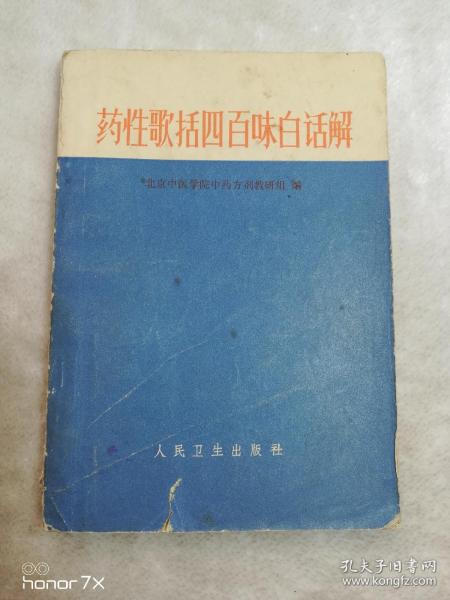 药性歌括四百味白话解
北京中医学院中药方剂教研组 编
人民卫生出版社
honor 7X
孔夫子旧书网
www.kongfz.com